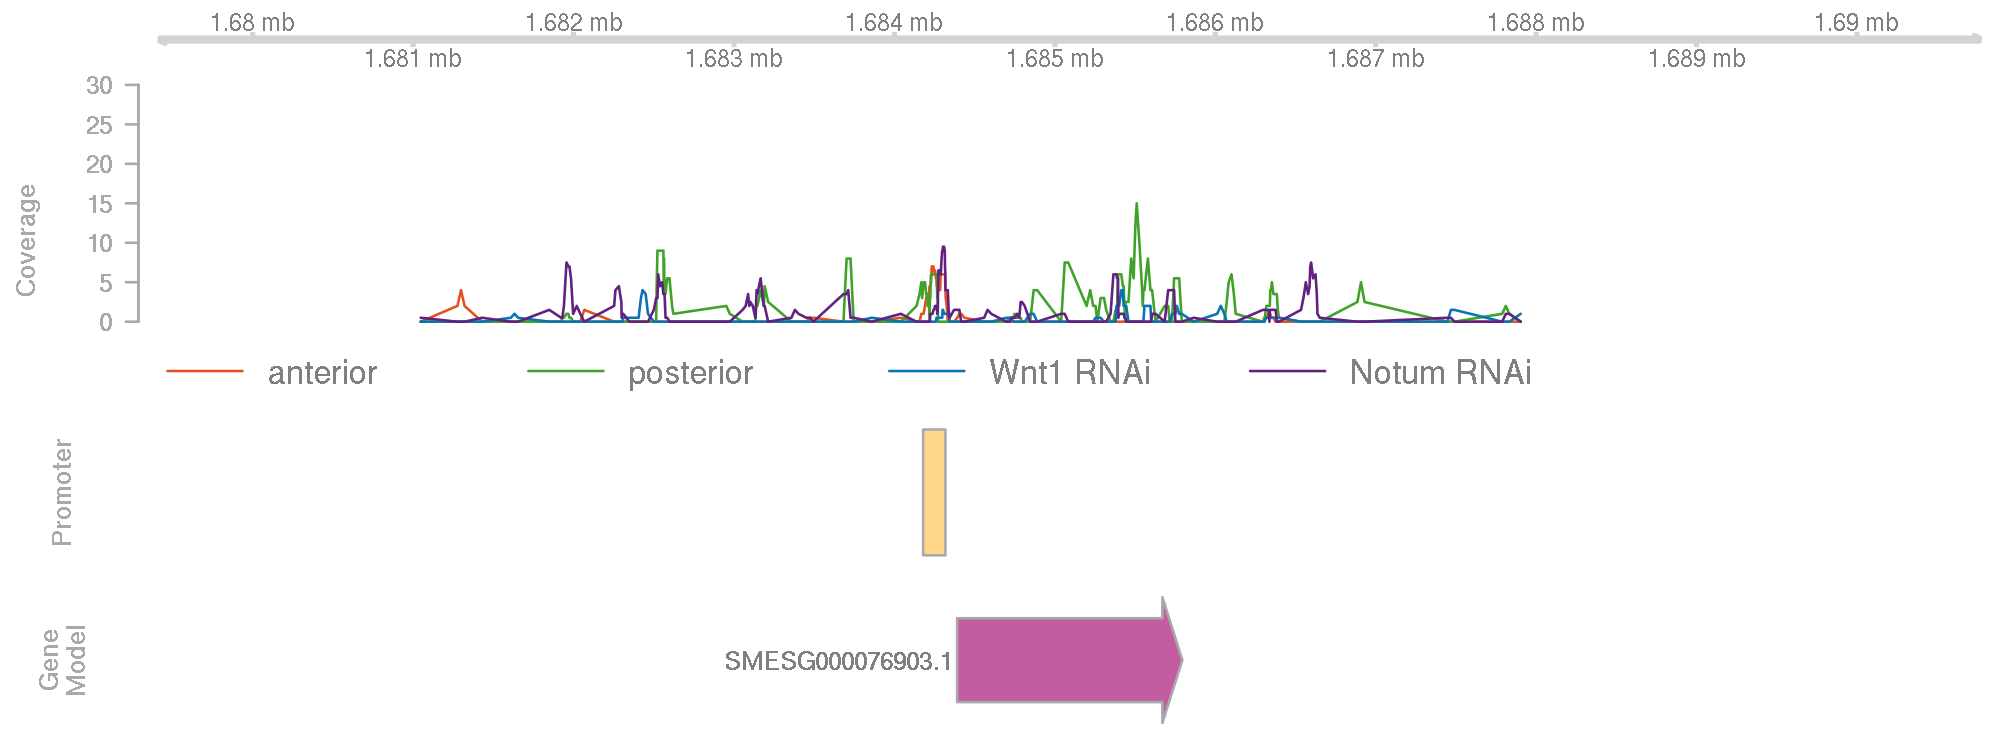 1.68 mb 1.682 mb 1.684 mb 1.686 mb 1.688 mb 1.69 mb
1.681 mb 1.683 mb 1.685 mb 1.687 mb 1.689 mb
30
25
20
15
10
5
0
Coverage
anterior posterior Wnt1 RNAi Notum RNAi
Promoter
Gene
Model
SMESG000076903.1